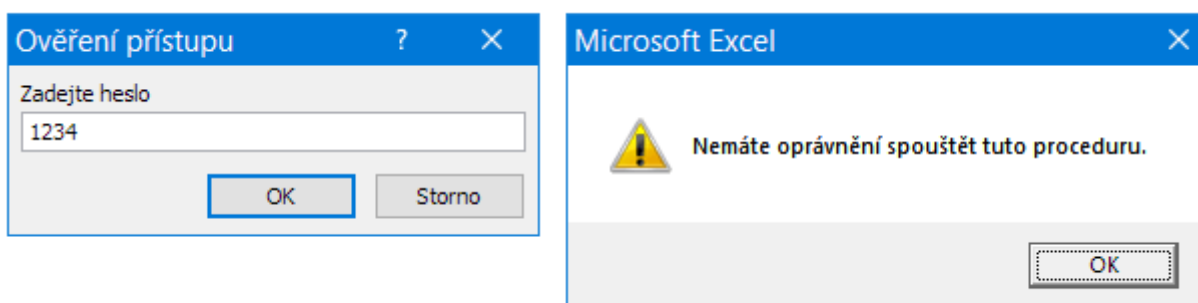 Ověření přístupu ?
Zadejte heslo
1234
OK Storno
Microsoft Excel
Nemáte oprávnění spouštět tuto proceduru.
OK